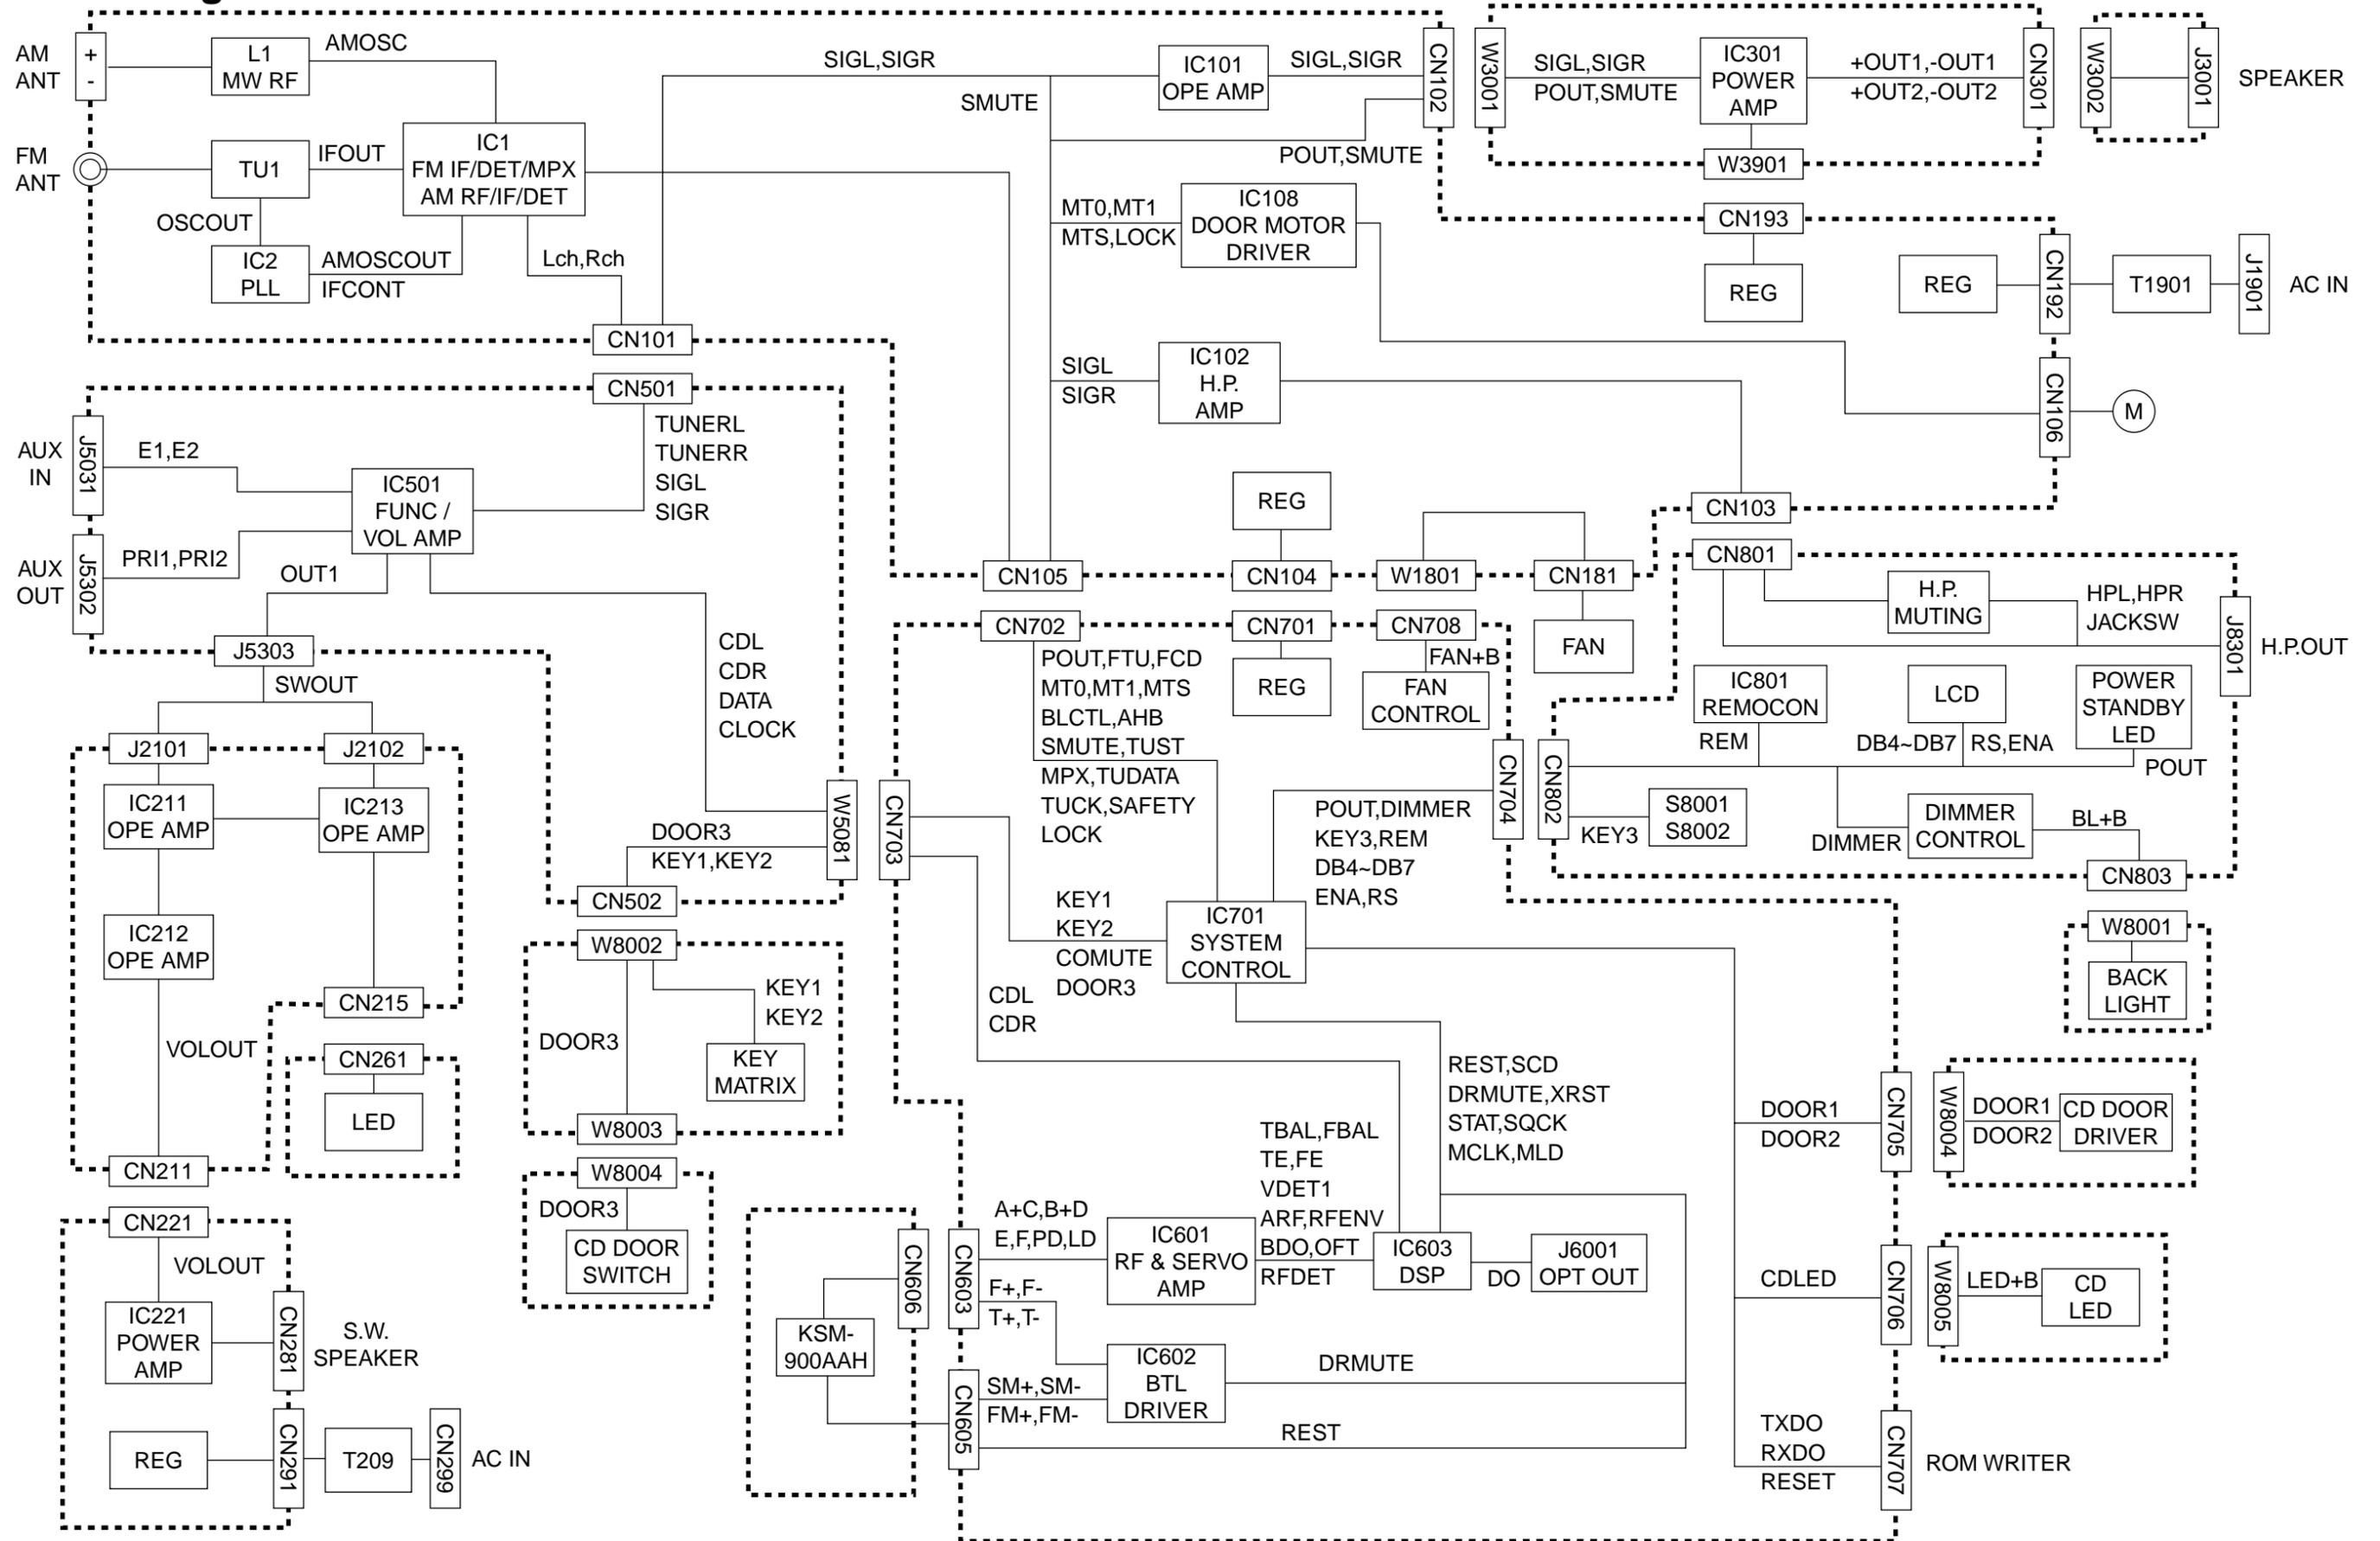 AM
ANT
+
-
L1
MW RF
AMOSC
FM
ANT
TU1
IFOUT
IC1
FM IF/DET/MPX
AM RF/IF/DET
OSCOUT
IC2
PLL
AMOSCOUT
IFCONT
Lch,Rch
CN101
SIGL,SIGR
SMUTE
IC101
OPE AMP
SIGL,SIGR
CN102
POUT,SMUTE
W3001
SIGL,SIGR
POUT,SMUTE
IC301
POWER
AMP
+OUT1,-OUT1
+OUT2,-OUT2
CN301
W3901
W3002
J3001
SPEAKER
MT0,MT1
MTS,LOCK
IC108
DOOR MOTOR
DRIVER
CN193
REG
REG
CN192
T1901
J1901
AC IN
SIGL
SIGR
IC102
H.P.
AMP
CN106
M
REG
CN103
CN105
CN104
W1801
CN181
FAN
CN501
AUX
IN
J5031
E1,E2
TUNERL
TUNERR
SIGL
SIGR
IC501
FUNC /
VOL AMP
AUX
OUT
J5302
PRI1,PRI2
OUT1
J5303
SWOUT
CDL
CDR
DATA
CLOCK
W5081
DOOR3
KEY1,KEY2
CN502
J2101
J2102
IC211
OPE AMP
IC213
OPE AMP
IC212
OPE AMP
CN215
VOLOUT
CN261
LED
CN211
CN221
VOLOUT
IC221
POWER
AMP
CN281
S.W.
SPEAKER
REG
CN291
T209
CN299
AC IN
W8002
KEY1
KEY2
DOOR3
KEY
MATRIX
W8003
W8004
DOOR3
CD DOOR
SWITCH
CN702
CN701
CN708
POUT,FTU,FCD
MT0,MT1,MTS
BLCTL,AHB
SMUTE,TUST
MPX,TUDATA
TUCK,SAFETY
LOCK
REG
FAN+B
FAN
CONTROL
CN703
CN704
POUT,DIMMER
KEY3,REM
DB4~DB7
ENA,RS
KEY1
KEY2
COMUTE
DOOR3
IC701
SYSTEM
CONTROL
CDL
CDR
REST,SCD
DRMUTE,XRST
STAT,SQCK
MCLK,MLD
TBAL,FBAL
TE,FE
VDET1
ARF,RFENV
BDO,OFT
RFDET
CN606
KSM-
900AAH
CN603
A+C,B+D
E,F,PD,LD
IC601
RF & SERVO
AMP
IC603
DSP
DO
J6001
OPT OUT
F+,F-
T+,T-
CN605
SM+,SM-
FM+,FM-
IC602
BTL
DRIVER
DRMUTE
REST
CN801
H.P.
MUTING
HPL,HPR
JACKSW
J8301
H.P.OUT
IC801
REMOCON
LCD
POWER
STANDBY
LED
REM
DB4~DB7
RS,ENA
POUT
CN802
KEY3
S8001
S8002
DIMMER
DIMMER
CONTROL
BL+B
CN803
W8001
BACK
LIGHT
DOOR1
DOOR2
CN705
W8004
DOOR1
DOOR2
CD DOOR
DRIVER
CDLED
CN706
W8005
LED+B
CD
LED
TXDO
RXDO
RESET
CN707
ROM WRITER